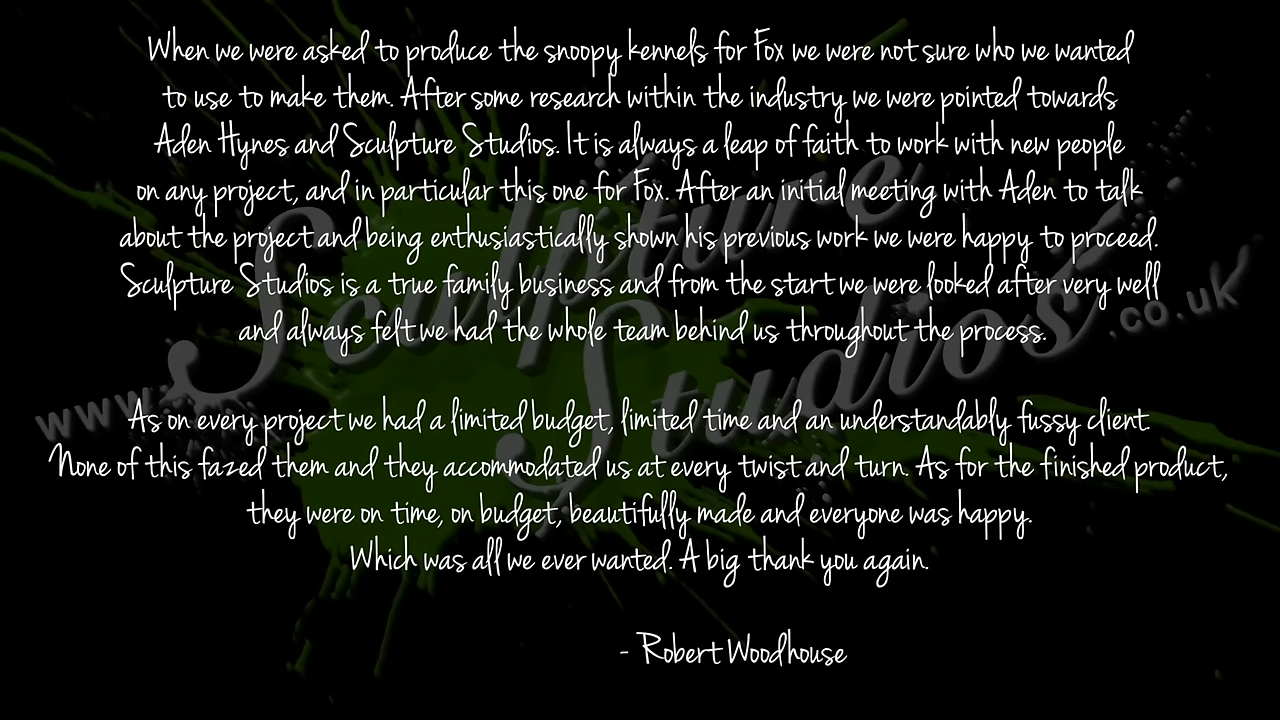 When we were asked to produce the snoopy kennels for Fox we were not sure who we wanted
to use to make them. After some research within the industry we were pointed towards
Aden Hynes and Sculpture Studios. It is always a leap of faith to work with new people
on any project, and in particular this one for Fox. After an initial meeting with Aden to talk
about the project and being enthusiastically shown his previous work we were happy to proceed.
Sculpture Studios is a true family business and from the start we were looked after very well
and always felt we had the whole team behind us throughout the process.
As on every project we had a limited budget, limited time and an understandably fussy client.
None of this fazed them and they accommodated us at every twist and turn. As for the finished product,
they were on time, on budget, beautifully made and everyone was happy.
Which was all we ever wanted. A big thank you again.
- Robert Woodhouse
www.Sculpture
Studios.co.uk